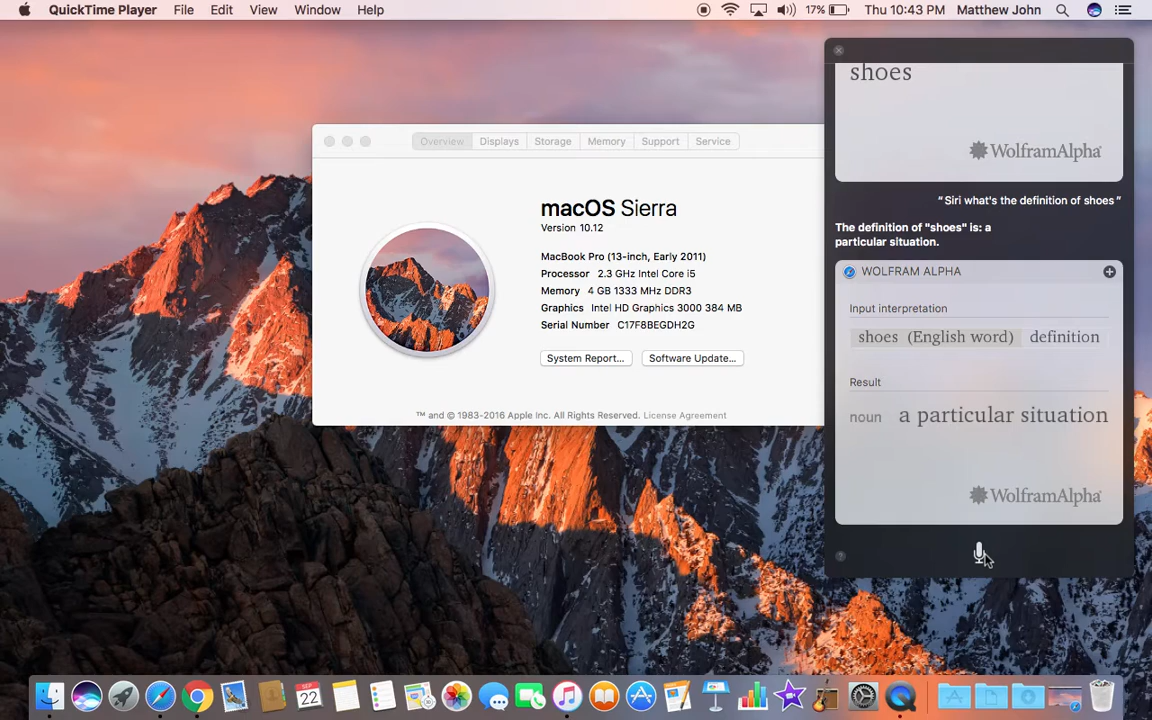 QuickTime Player File Edit View Window Help 17% Thu 10:43 PM Matthew John
shoes
WolframAlpha
“Siri what's the definition of shoes”
The definition of "shoes" is: a
particular situation.
WOLFRAM ALPHA
Input interpretation
shoes (English word) definition
Result
noun a particular situation
WolframAlpha
?
Overview Displays Storage Memory Support Service
macOS Sierra
Version 10.12
MacBook Pro (13-inch, Early 2011)
Processor 2.3 GHz Intel Core i5
Memory 4 GB 1333 MHz DDR3
Graphics Intel HD Graphics 3000 384 MB
Serial Number C17F8BEGDH2G
System Report... Software Update...
™ and © 1983-2016 Apple Inc. All Rights Reserved. License Agreement
SEP
22